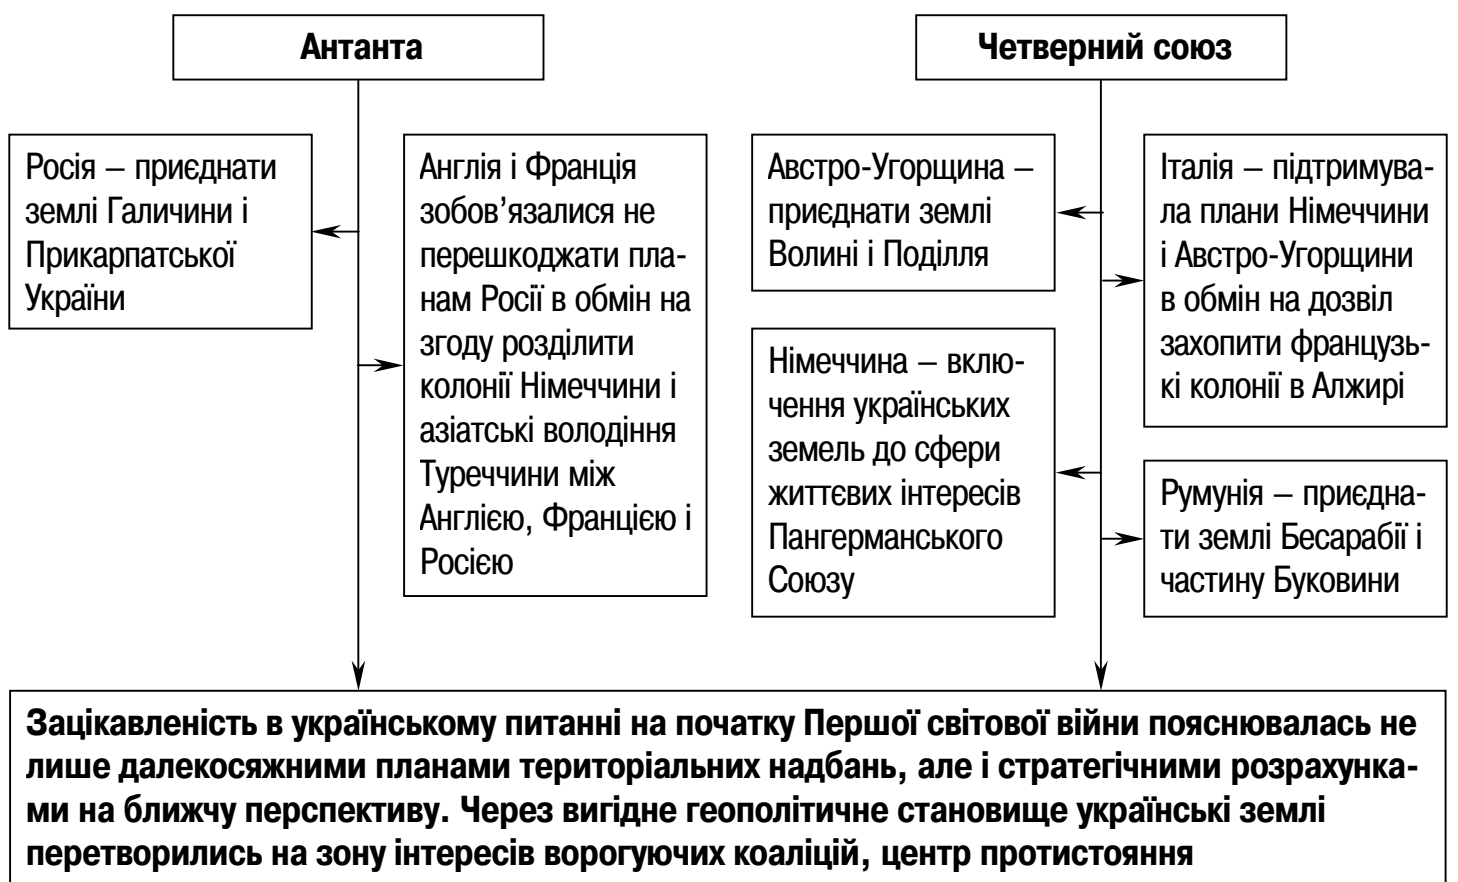 Антанта
Росія – приєднати
землі Галичини і
Прикарпатської
України
Англія і Франція
зобов’язалися не
перешкоджати пла-
нам Росії в обмін на
згоду розділити
колонії Німеччини і
азіатські володіння
Туреччини між
Англією, Францією і
Росією
Четверний союз
Австро-Угорщина –
приєднати землі
Волині і Поділля
Німеччина – вклю-
чення українських
земель до сфери
життєвих інтересів
Пангерманського
Союзу
Італія – підтримува-
ла плани Німеччини
і Австро-Угорщини
в обмін на дозвіл
захопити французь-
кі колонії в Алжирі
Румунія – приєдна-
ти землі Бесарабії і
частину Буковини
Зацікавленість в українському питанні на початку Першої світової війни пояснювалась не
лише далекосяжними планами територіальних надбань, але і стратегічними розрахунка-
ми на ближчу перспективу. Через вигідне геополітичне становище українські землі
перетворились на зону інтересів ворогуючих коаліцій, центр протистояння